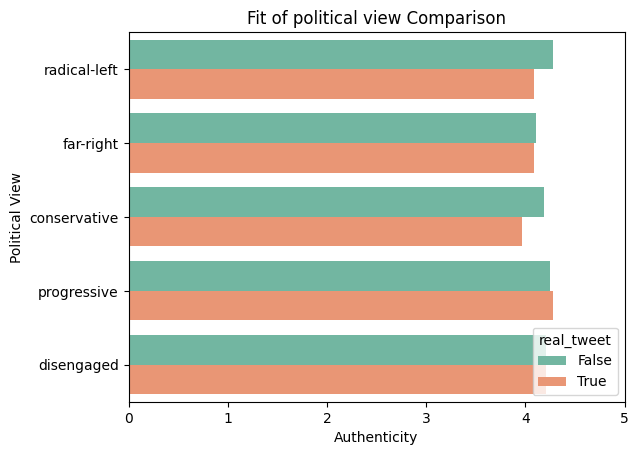 Fit of political view Comparison
Political View
radical-left
far-right
conservative
progressive
disengaged
real_tweet
False
True
0 1 2 3 4 5
Authenticity